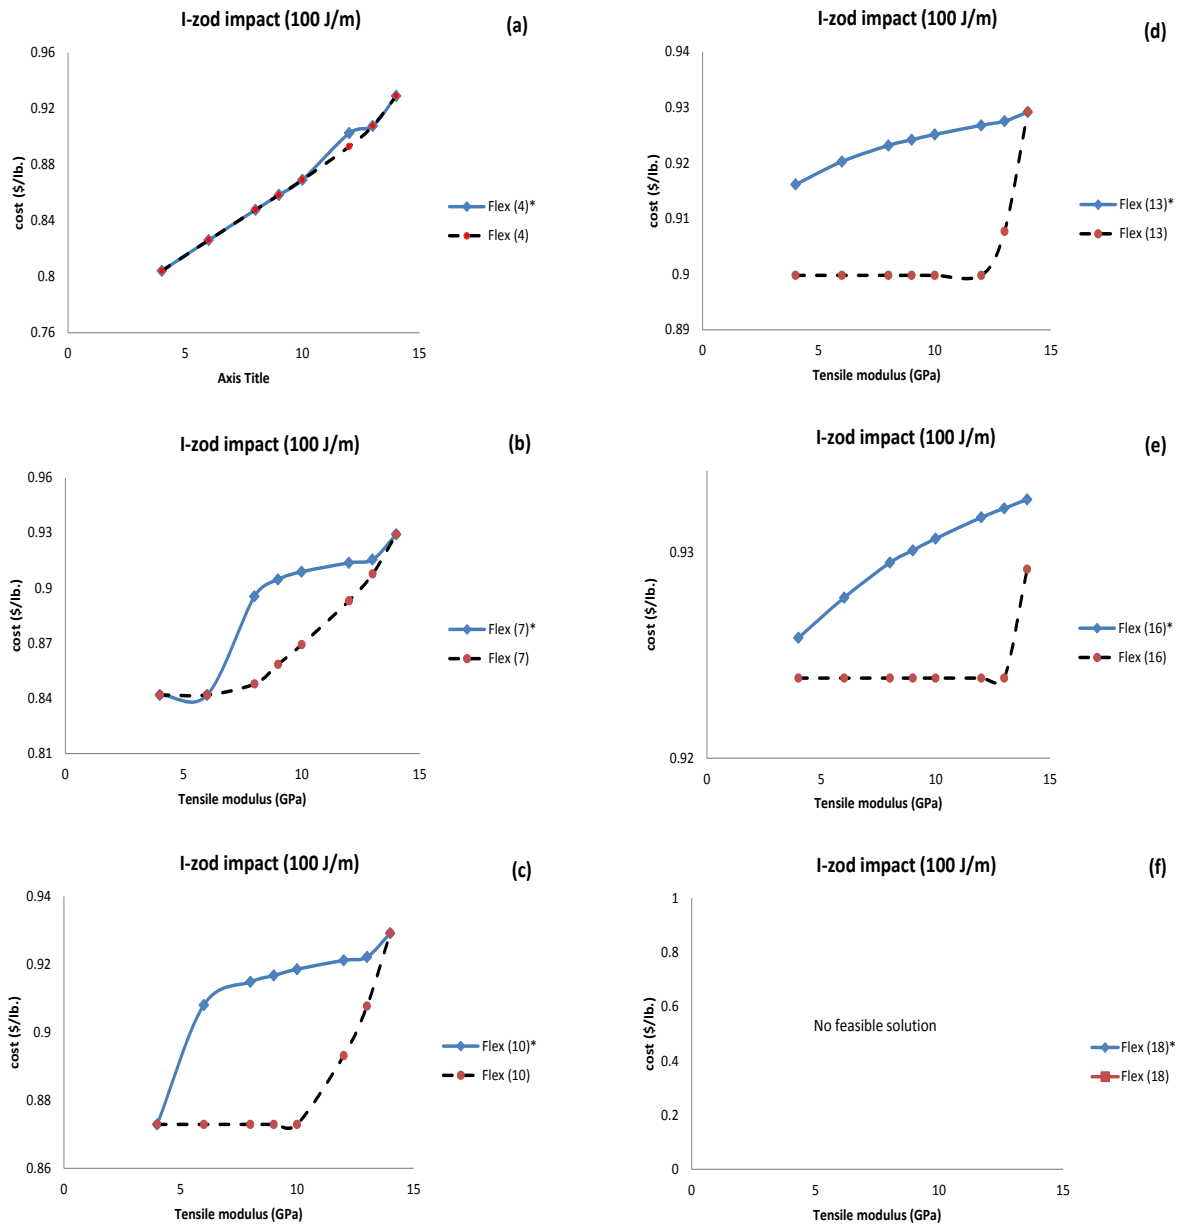 I-zod impact (100 J/m)
(a)
0.96
0.92
0.88
0.84
0.8
0.76
cost ($/lb.)
0
5
10
15
Axis Title
Flex (4)*
Flex (4)
I-zod impact (100 J/m)
(b)
0.96
0.93
0.9
0.87
0.84
0.81
cost ($/lb.)
0
5
10
15
Tensile modulus (GPa)
Flex (7)*
Flex (7)
I-zod impact (100 J/m)
(c)
0.94
0.92
0.9
0.88
0.86
cost ($/lb.)
0
5
10
15
Tensile modulus (GPa)
Flex (10)*
Flex (10)
I-zod impact (100 J/m)
(d)
0.94
0.93
0.92
0.91
0.9
0.89
cost ($/lb.)
0
5
10
15
Tensile modulus (GPa)
Flex (13)*
Flex (13)
I-zod impact (100 J/m)
(e)
0.93
0.92
cost ($/lb.)
0
5
10
15
Tensile modulus (GPa)
Flex (16)*
Flex (16)
I-zod impact (100 J/m)
(f)
1
0.8
0.6
0.4
0.2
0
cost ($/lb.)
No feasible solution
0
5
10
15
Tensile modulus (GPa)
Flex (18)*
Flex (18)